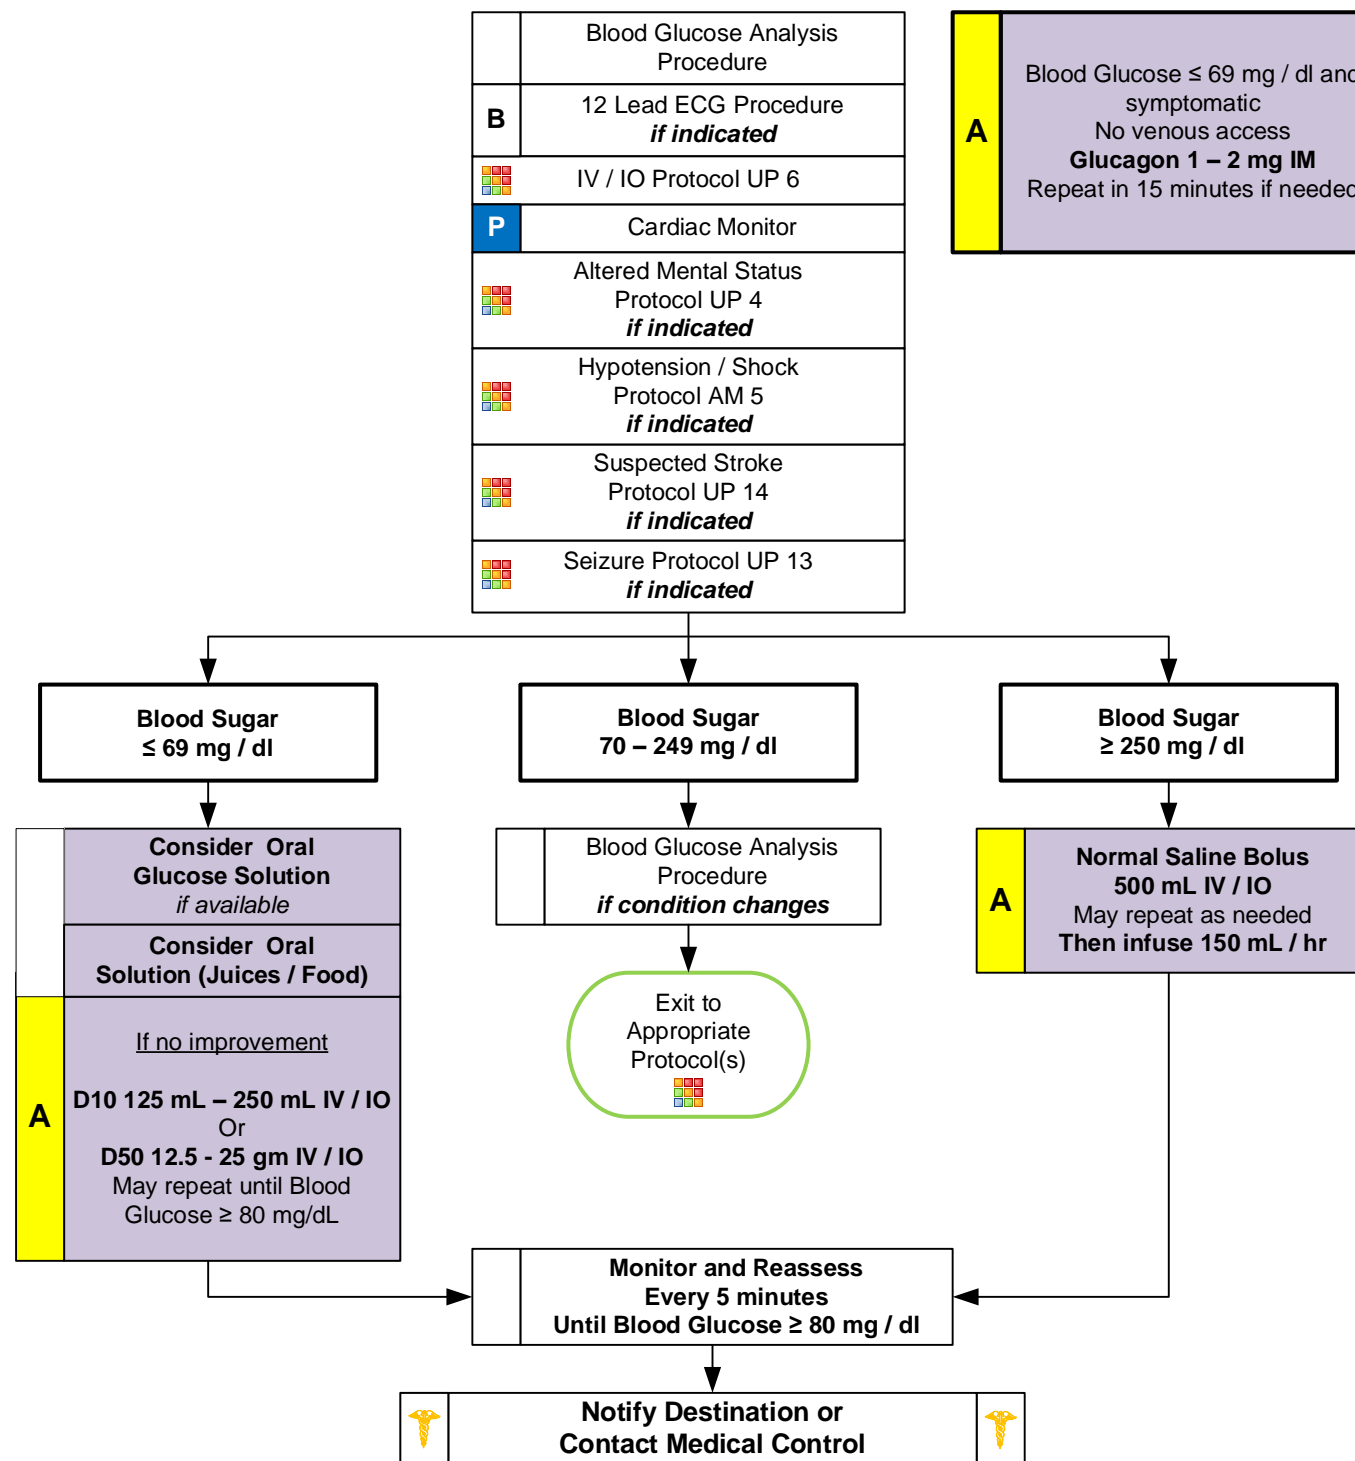 Blood Glucose Analysis
Procedure
B
12 Lead ECG Procedure
if indicated
IV / IO Protocol UP 6
P
Cardiac Monitor
Altered Mental Status
Protocol UP 4
if indicated
Hypotension / Shock
Protocol AM 5
if indicated
Suspected Stroke
Protocol UP 14
if indicated
Seizure Protocol UP 13
if indicated
A
Blood Glucose ≤ 69 mg / dl and
symptomatic
No venous access
Glucagon 1 – 2 mg IM
Repeat in 15 minutes if needed
Blood Sugar
≤ 69 mg / dl
Blood Sugar
70 – 249 mg / dl
Blood Sugar
≥ 250 mg / dl
Consider Oral
Glucose Solution
if available
Consider Oral
Solution (Juices / Food)
A
If no improvement
D10 125 mL – 250 mL IV / IO
Or
D50 12.5 - 25 gm IV / IO
May repeat until Blood
Glucose ≥ 80 mg/dL
Blood Glucose Analysis
Procedure
if condition changes
Exit to
Appropriate
Protocol(s)
A
Normal Saline Bolus
500 mL IV / IO
May repeat as needed
Then infuse 150 mL / hr
Monitor and Reassess
Every 5 minutes
Until Blood Glucose ≥ 80 mg / dl
Notify Destination or
Contact Medical Control